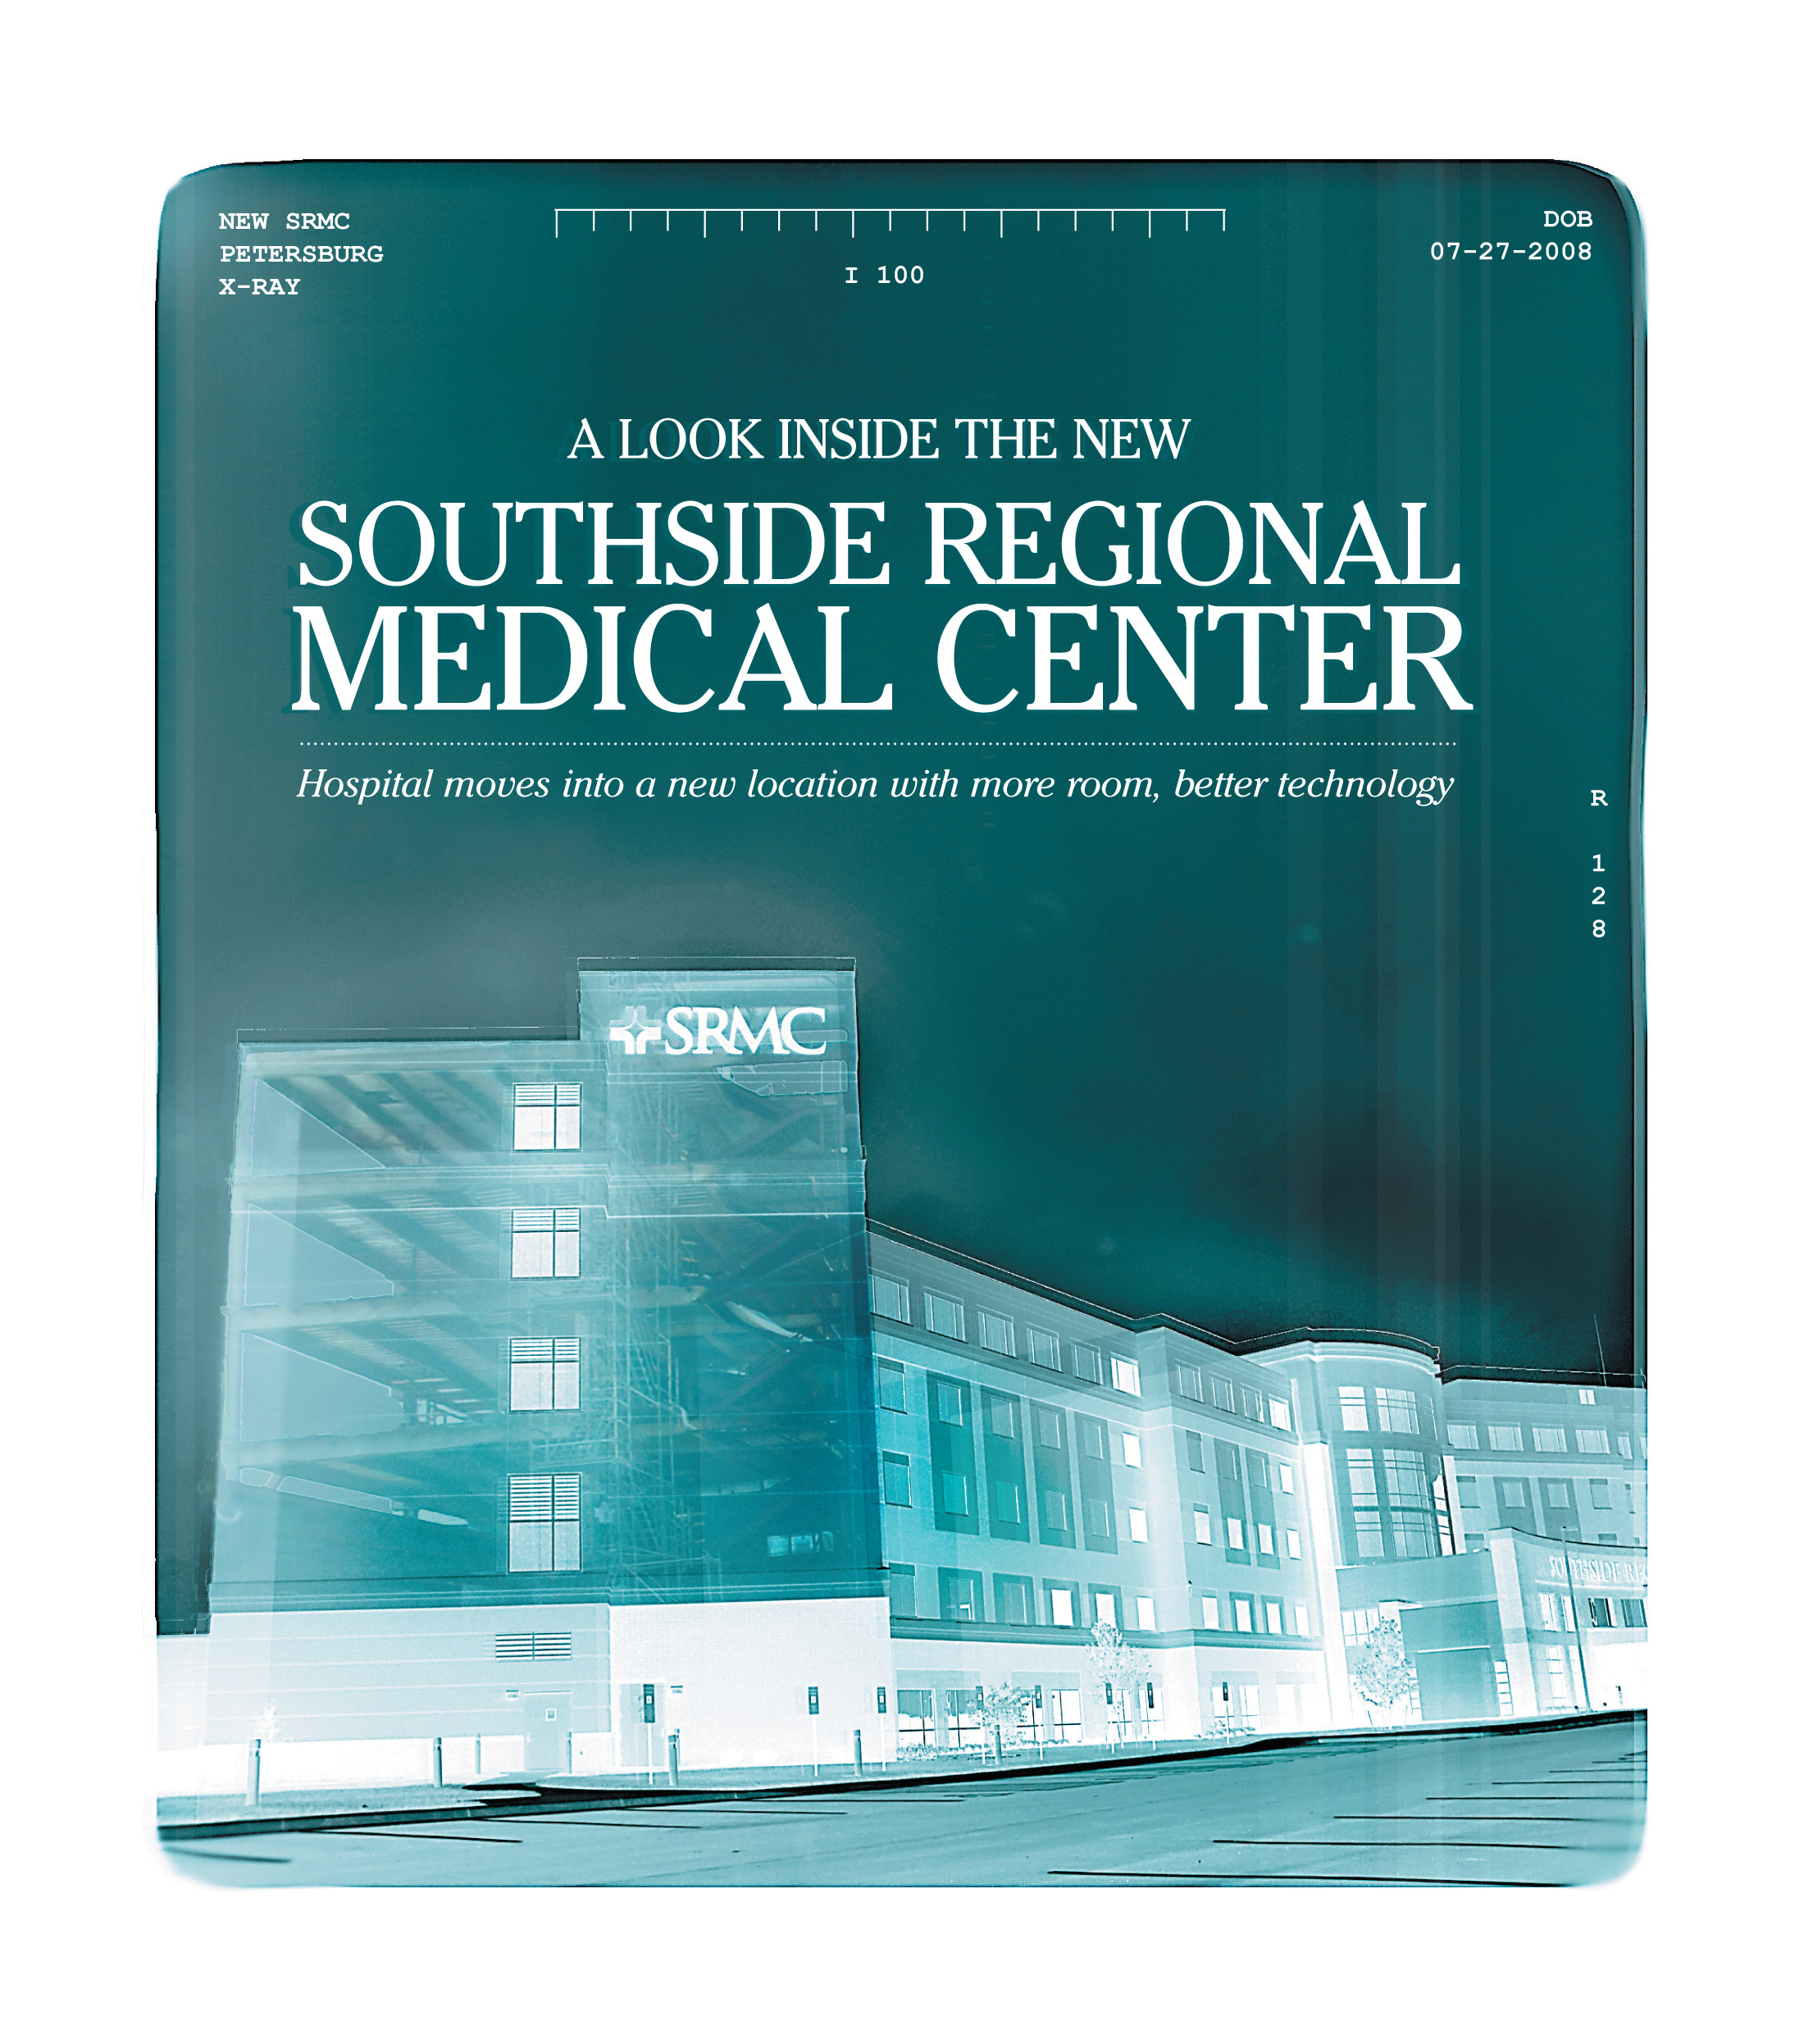 NEW SRMC
PETERSBURG
X-RAY
I 100
DOB
07-27-2008
A LOOK INSIDE THE NEW
SOUTHSIDE REGIONAL
MEDICAL CENTER
Hospital moves into a new location with more room, better technology
R
1
2
8
SRMC
SOUTHSIDE